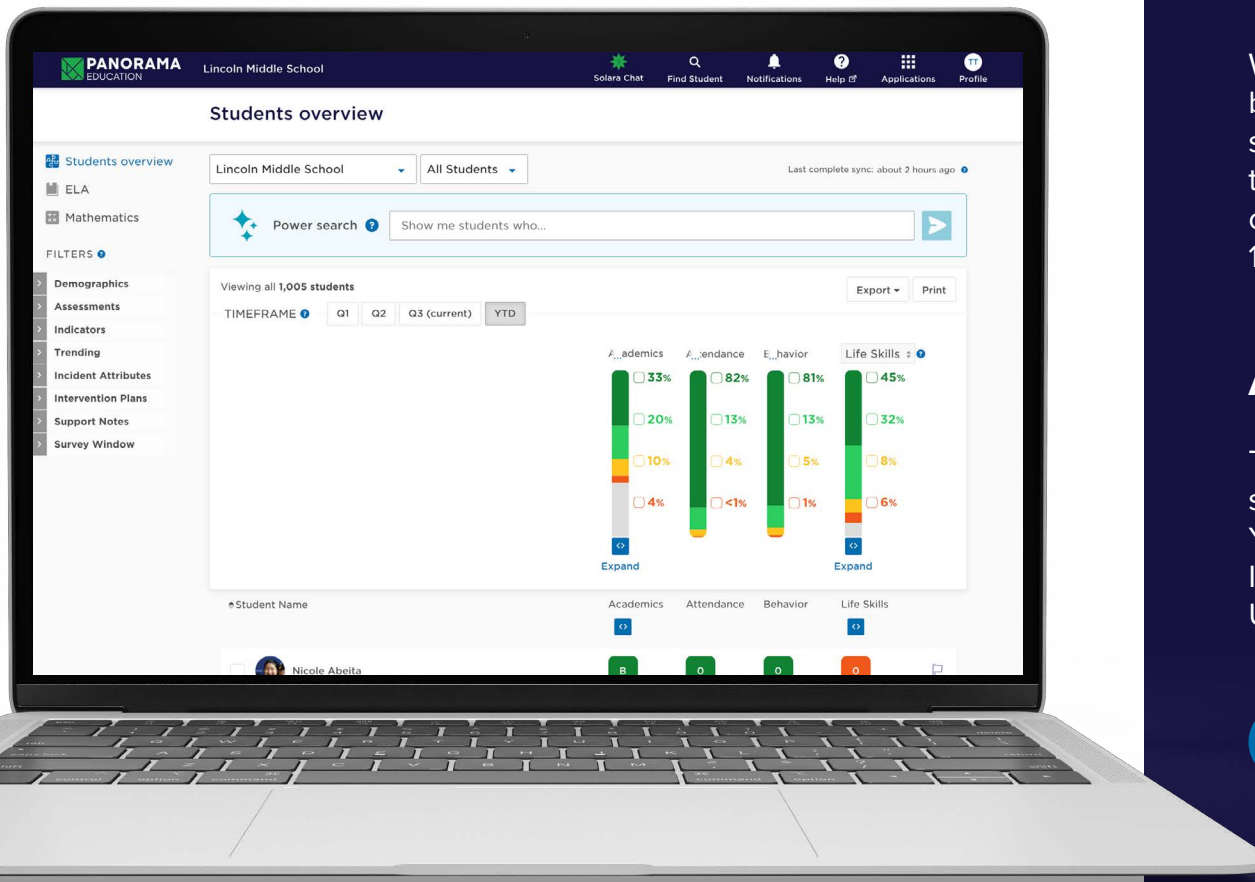 PANORAMA
EDUCATION
Lincoln Middle School
Solara Chat
Find Student
Notifications
Help
Applications
TT
Profile
Students overview
Students overview
ELA
Mathematics
FILTERS
Demographics
Assessments
Indicators
Trending
Incident Attributes
Intervention Plans
Support Notes
Survey Window
Lincoln Middle School
All Students
Last complete sync: about 2 hours ago
Power search
Show me students who...
Viewing all 1,005 students
Export
Print
TIMEFRAME
Q1
Q2
Q3 (current)
YTD
A...ademics
A...tendance
E...havior
Life Skills
33%
82%
81%
45%
20%
13%
13%
32%
10%
4%
5%
8%
4%
<1%
1%
6%
Expand
Expand
Student Name
Academics
Attendance
Behavior
Life Skills
Nicole Abeita
B
0
0
0